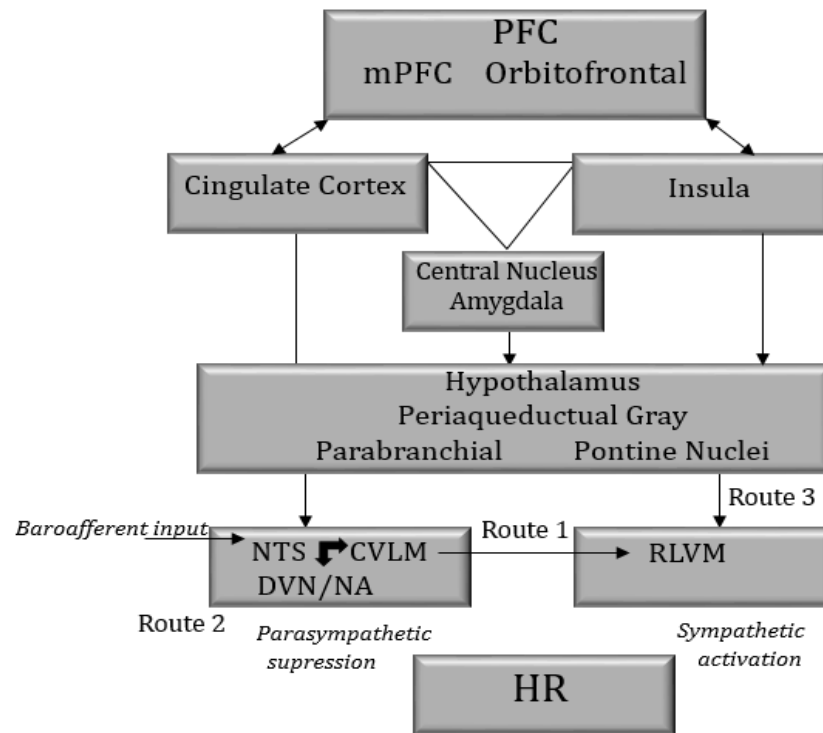 PFC
mPFC Orbitofrontal
Cingulate Cortex
Insula
Central Nucleus
Amygdala
Hypothalamus
Periaqueductual Gray
Parabranchial Pontine Nuclei
Route 3
Baroafferent input
Route 1
NTS CVLM
DVN/NA
RLVM
Route 2
Parasympathetic
supression
Sympathetic
activation
HR